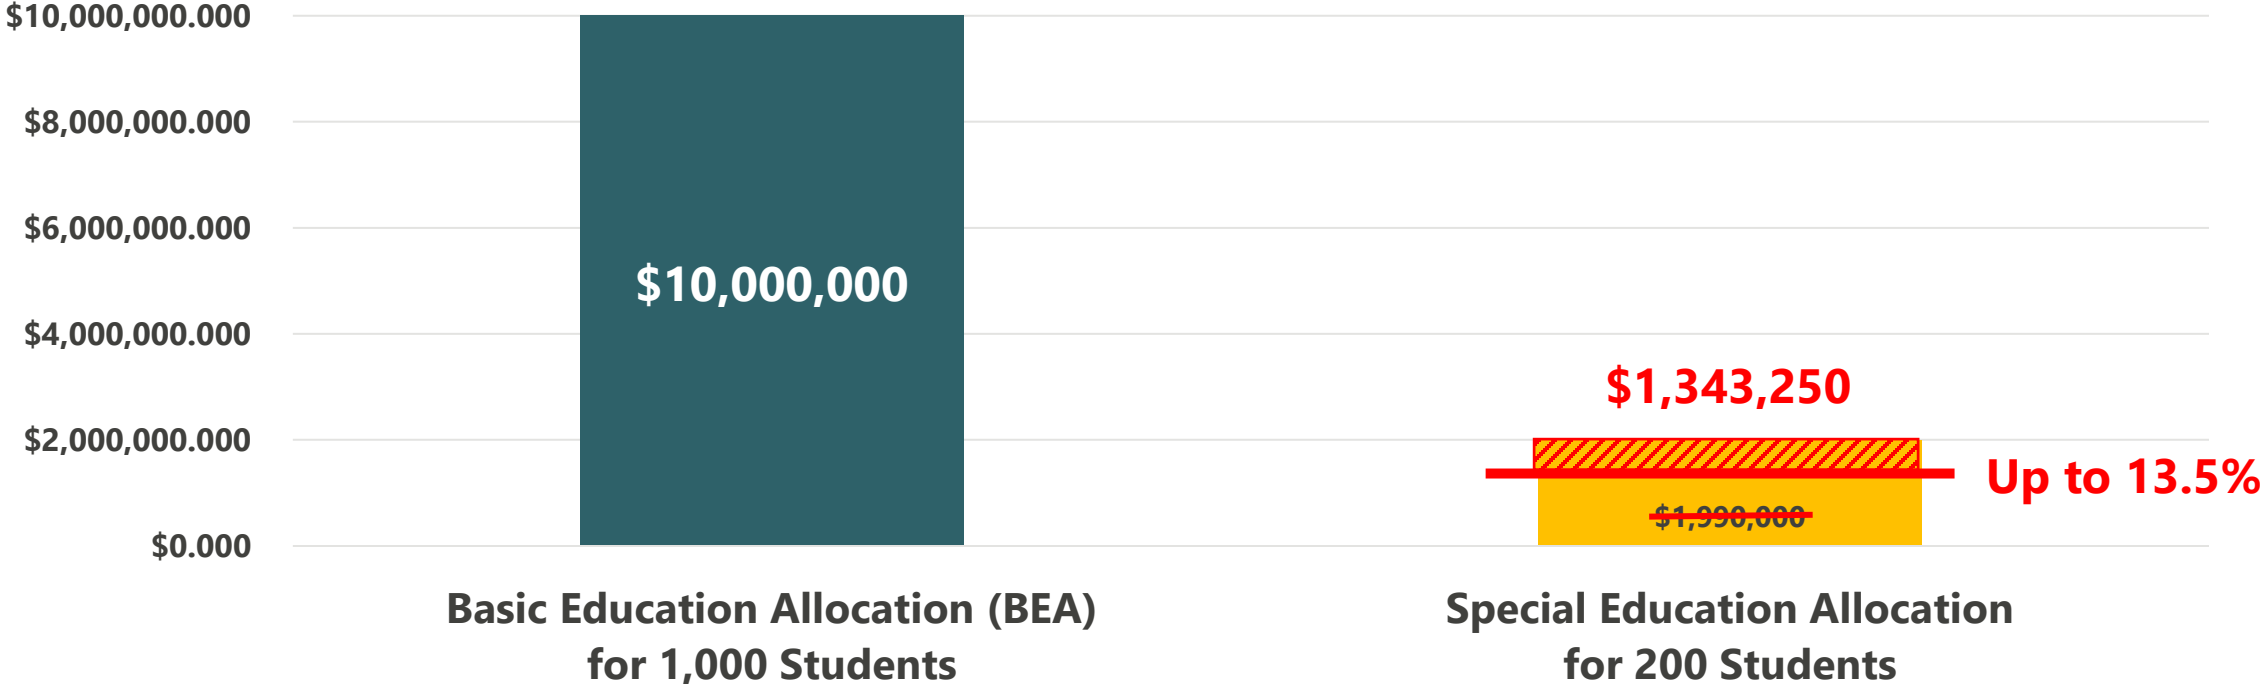 $10,000,000.000
$8,000,000.000
$6,000,000.000
$4,000,000.000
$2,000,000.000
$0.000
$10,000,000
$1,343,250
Up to 13.5%
$1,990,000
Basic Education Allocation (BEA)
for 1,000 Students
Special Education Allocation
for 200 Students